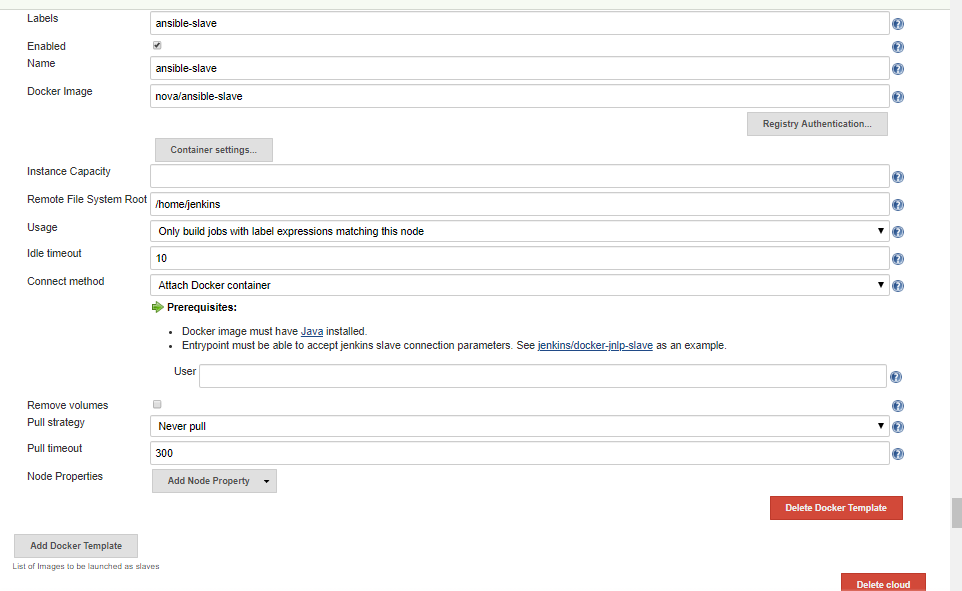 Labels
ansible-slave
Enabled
Name
ansible-slave
Docker Image
nova/ansible-slave
Registry Authentication...
Container settings...
Instance Capacity
Remote File System Root
/home/jenkins
Usage
Only build jobs with label expressions matching this node
Idle timeout
10
Connect method
Attach Docker container
Prerequisites:
Docker image must have Java installed.
Entrypoint must be able to accept jenkins slave connection parameters. See jenkins/docker-jnlp-slave as an example.
User
Remove volumes
Pull strategy
Never pull
Pull timeout
300
Node Properties
Add Node Property
Delete Docker Template
Add Docker Template
List of Images to be launched as slaves
Delete cloud